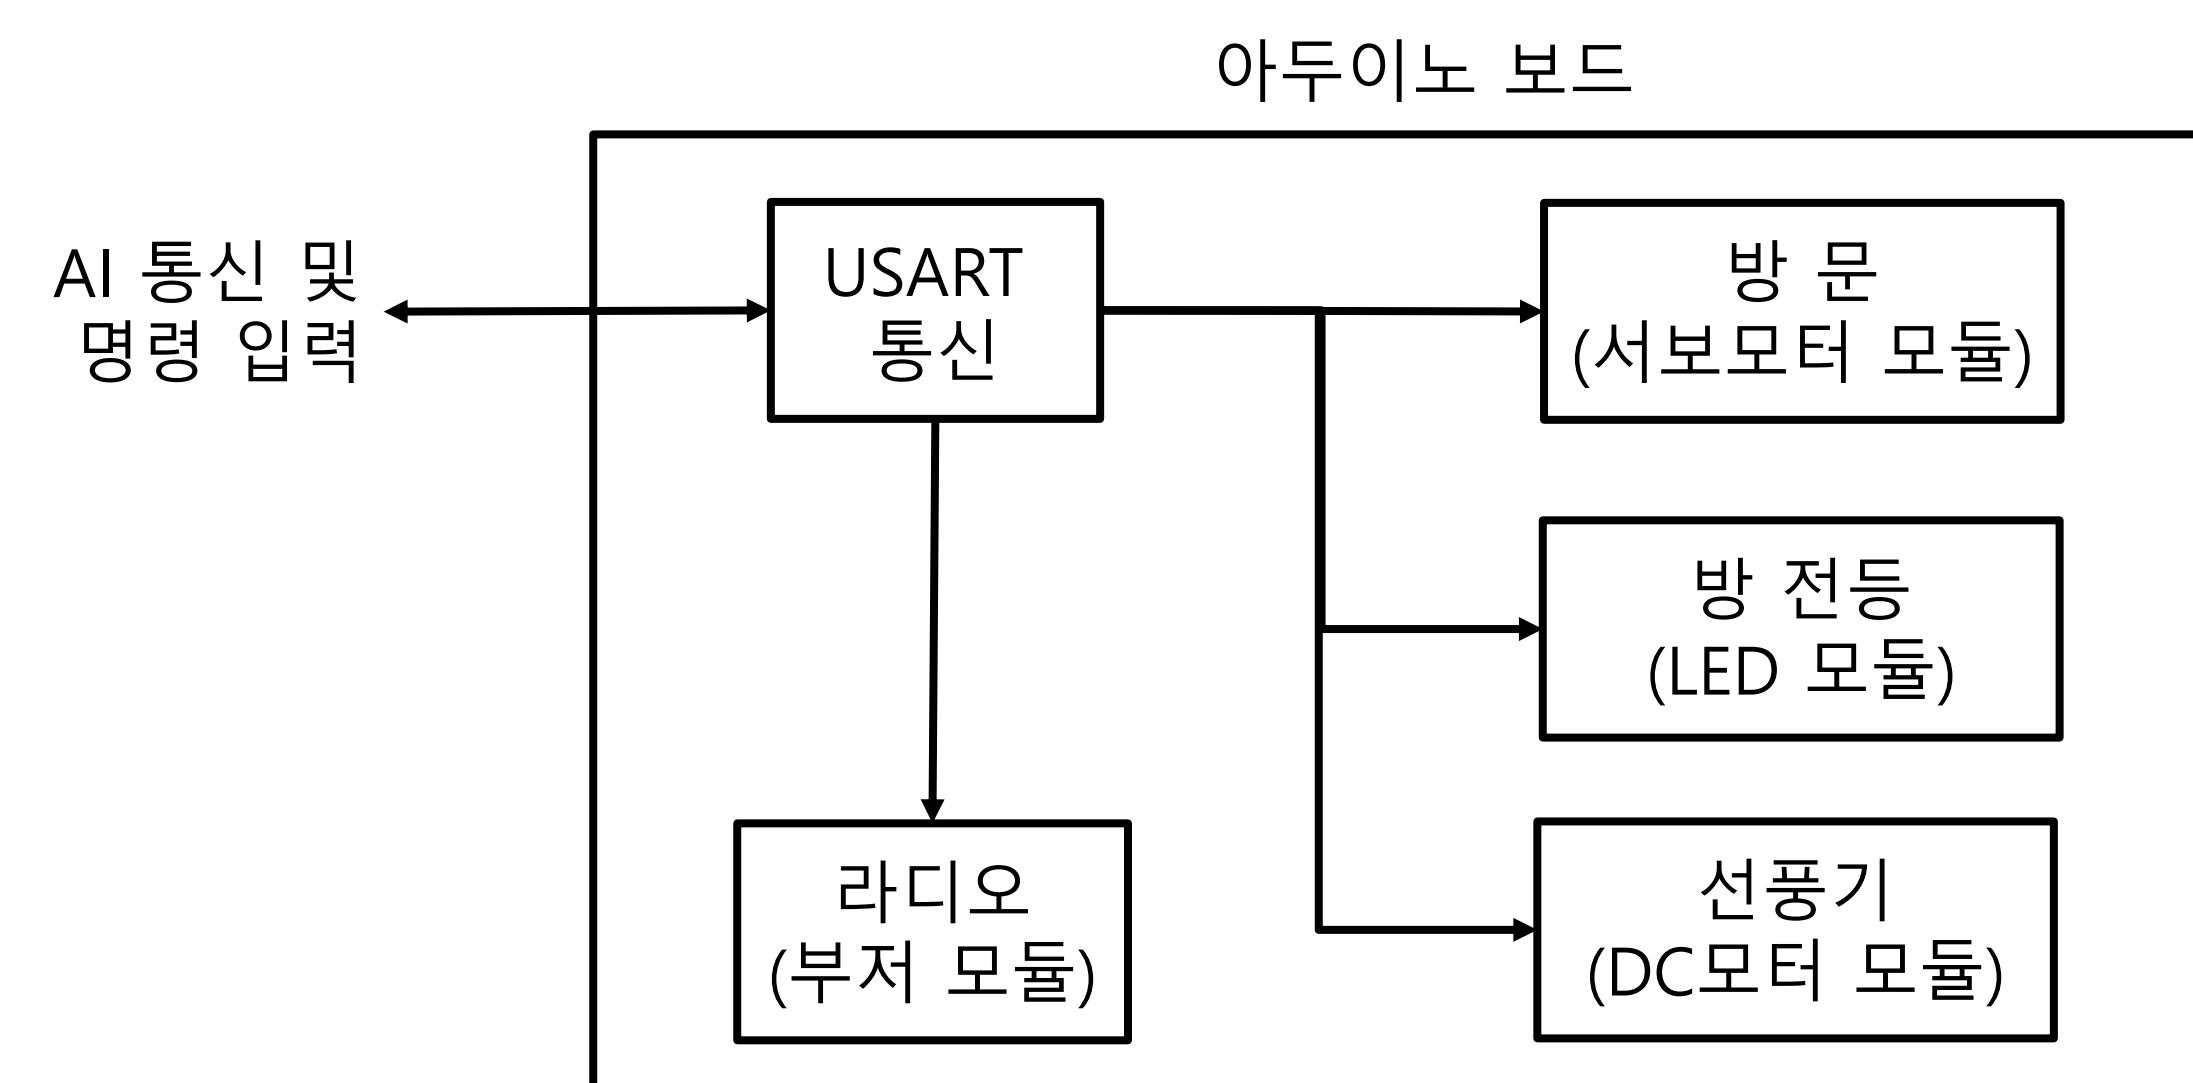 아두이노 보드
AI 통신 및
명령 입력
USART
통신
방 문
(서보모터 모듈)
방 전등
(LED 모듈)
라디오
(부저 모듈)
선풍기
(DC모터 모듈)